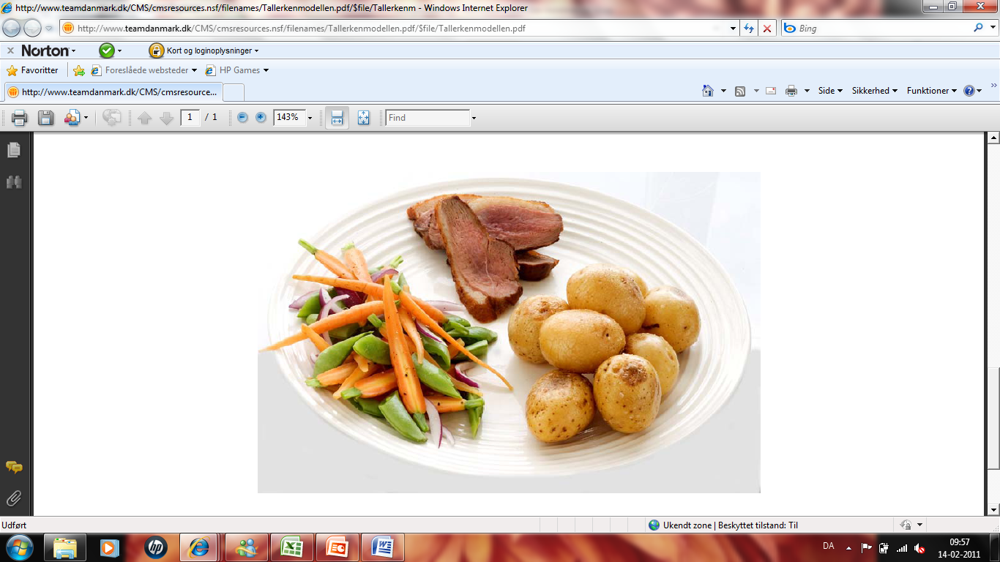 http://www.teamdanmark.dk/CMS/cmsresources.nsf/filenames/Tallerkenmodellen.pdf/$file/Tallerkenm - Windows Internet Explorer
http://www.teamdanmark.dk/CMS/cmsresources.nsf/filenames/Tallerkenmodellen.pdf/$file/Tallerkenmodellen.pdf
Bing
Norton
Kort og loginoplysninger
Favoritter
Foreslåede websteder
HP Games
http://www.teamdanmark.dk/CMS/cmsresource...
Side
Sikkerhed
Funktioner
1 / 1
143%
Find
Udført
Ukendt zone | Beskyttet tilstand: Til
hp
DA
09:57
14-02-2011